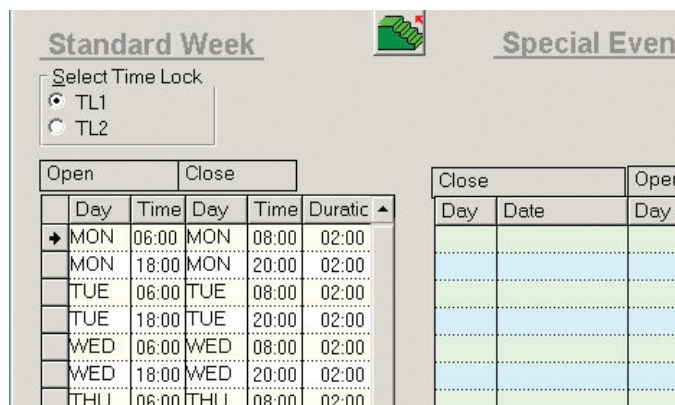 Standard Week
Special Even
Select Time Lock
TL1
TL2
Open Close
Close Oper
Day Time Day Time Duratic
Day Date Day
MON 06:00 MON 08:00 02:00
MON 18:00 MON 20:00 02:00
TUE 06:00 TUE 08:00 02:00
TUE 18:00 TUE 20:00 02:00
WED 06:00 WED 08:00 02:00
WED 18:00 WED 20:00 02:00
THU 06:00 THU 08:00 02:00